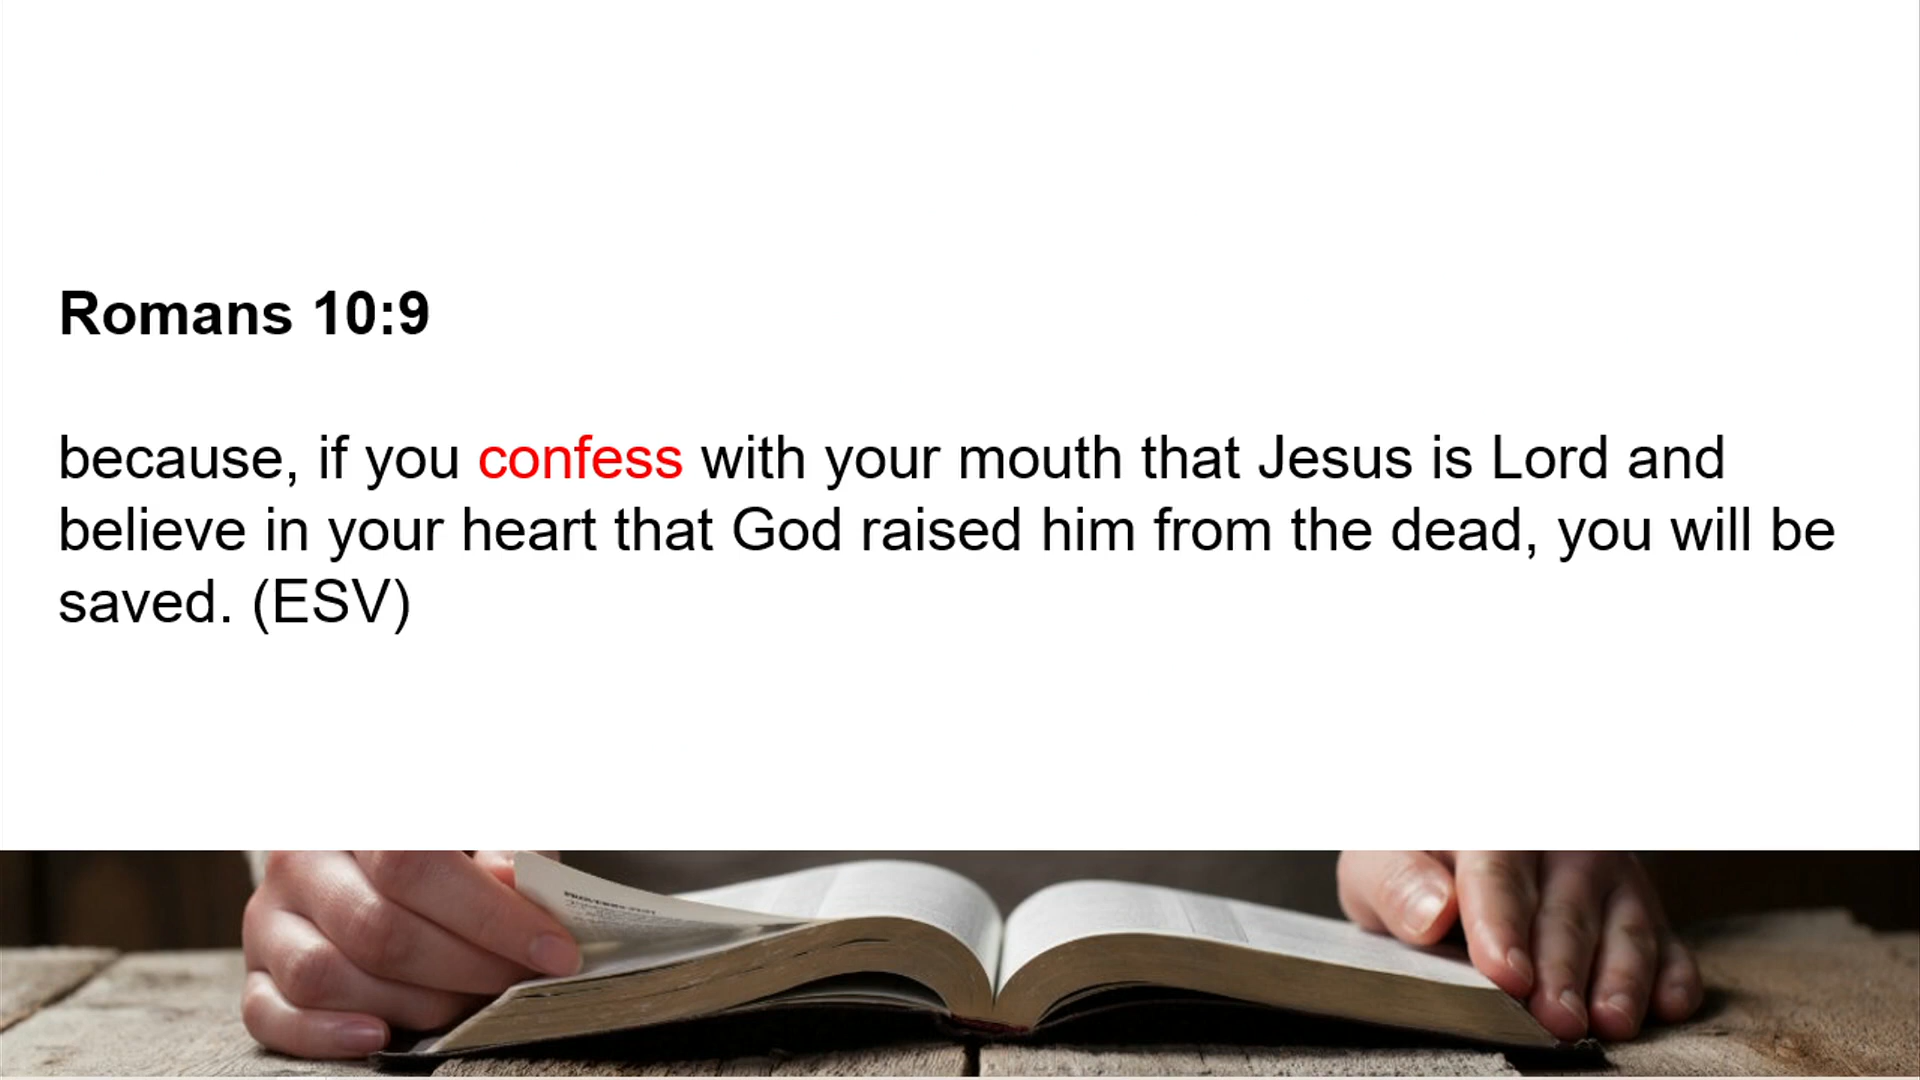 Romans 10:9
because, if you confess with your mouth that Jesus is Lord and
believe in your heart that God raised him from the dead, you will be
saved. (ESV)